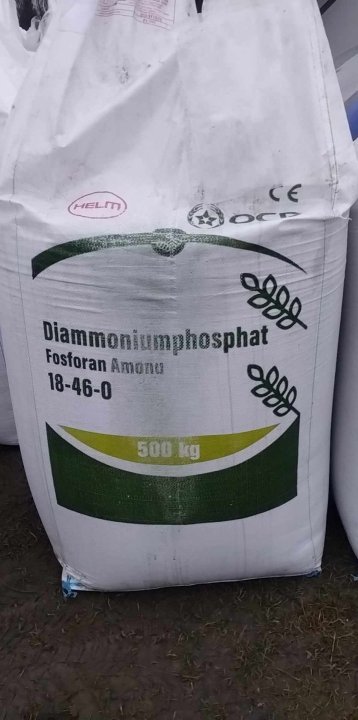 HELM
CE
OCP
Diammoniumphosphat
Fosforan Amonu
18-46-0
500 kg